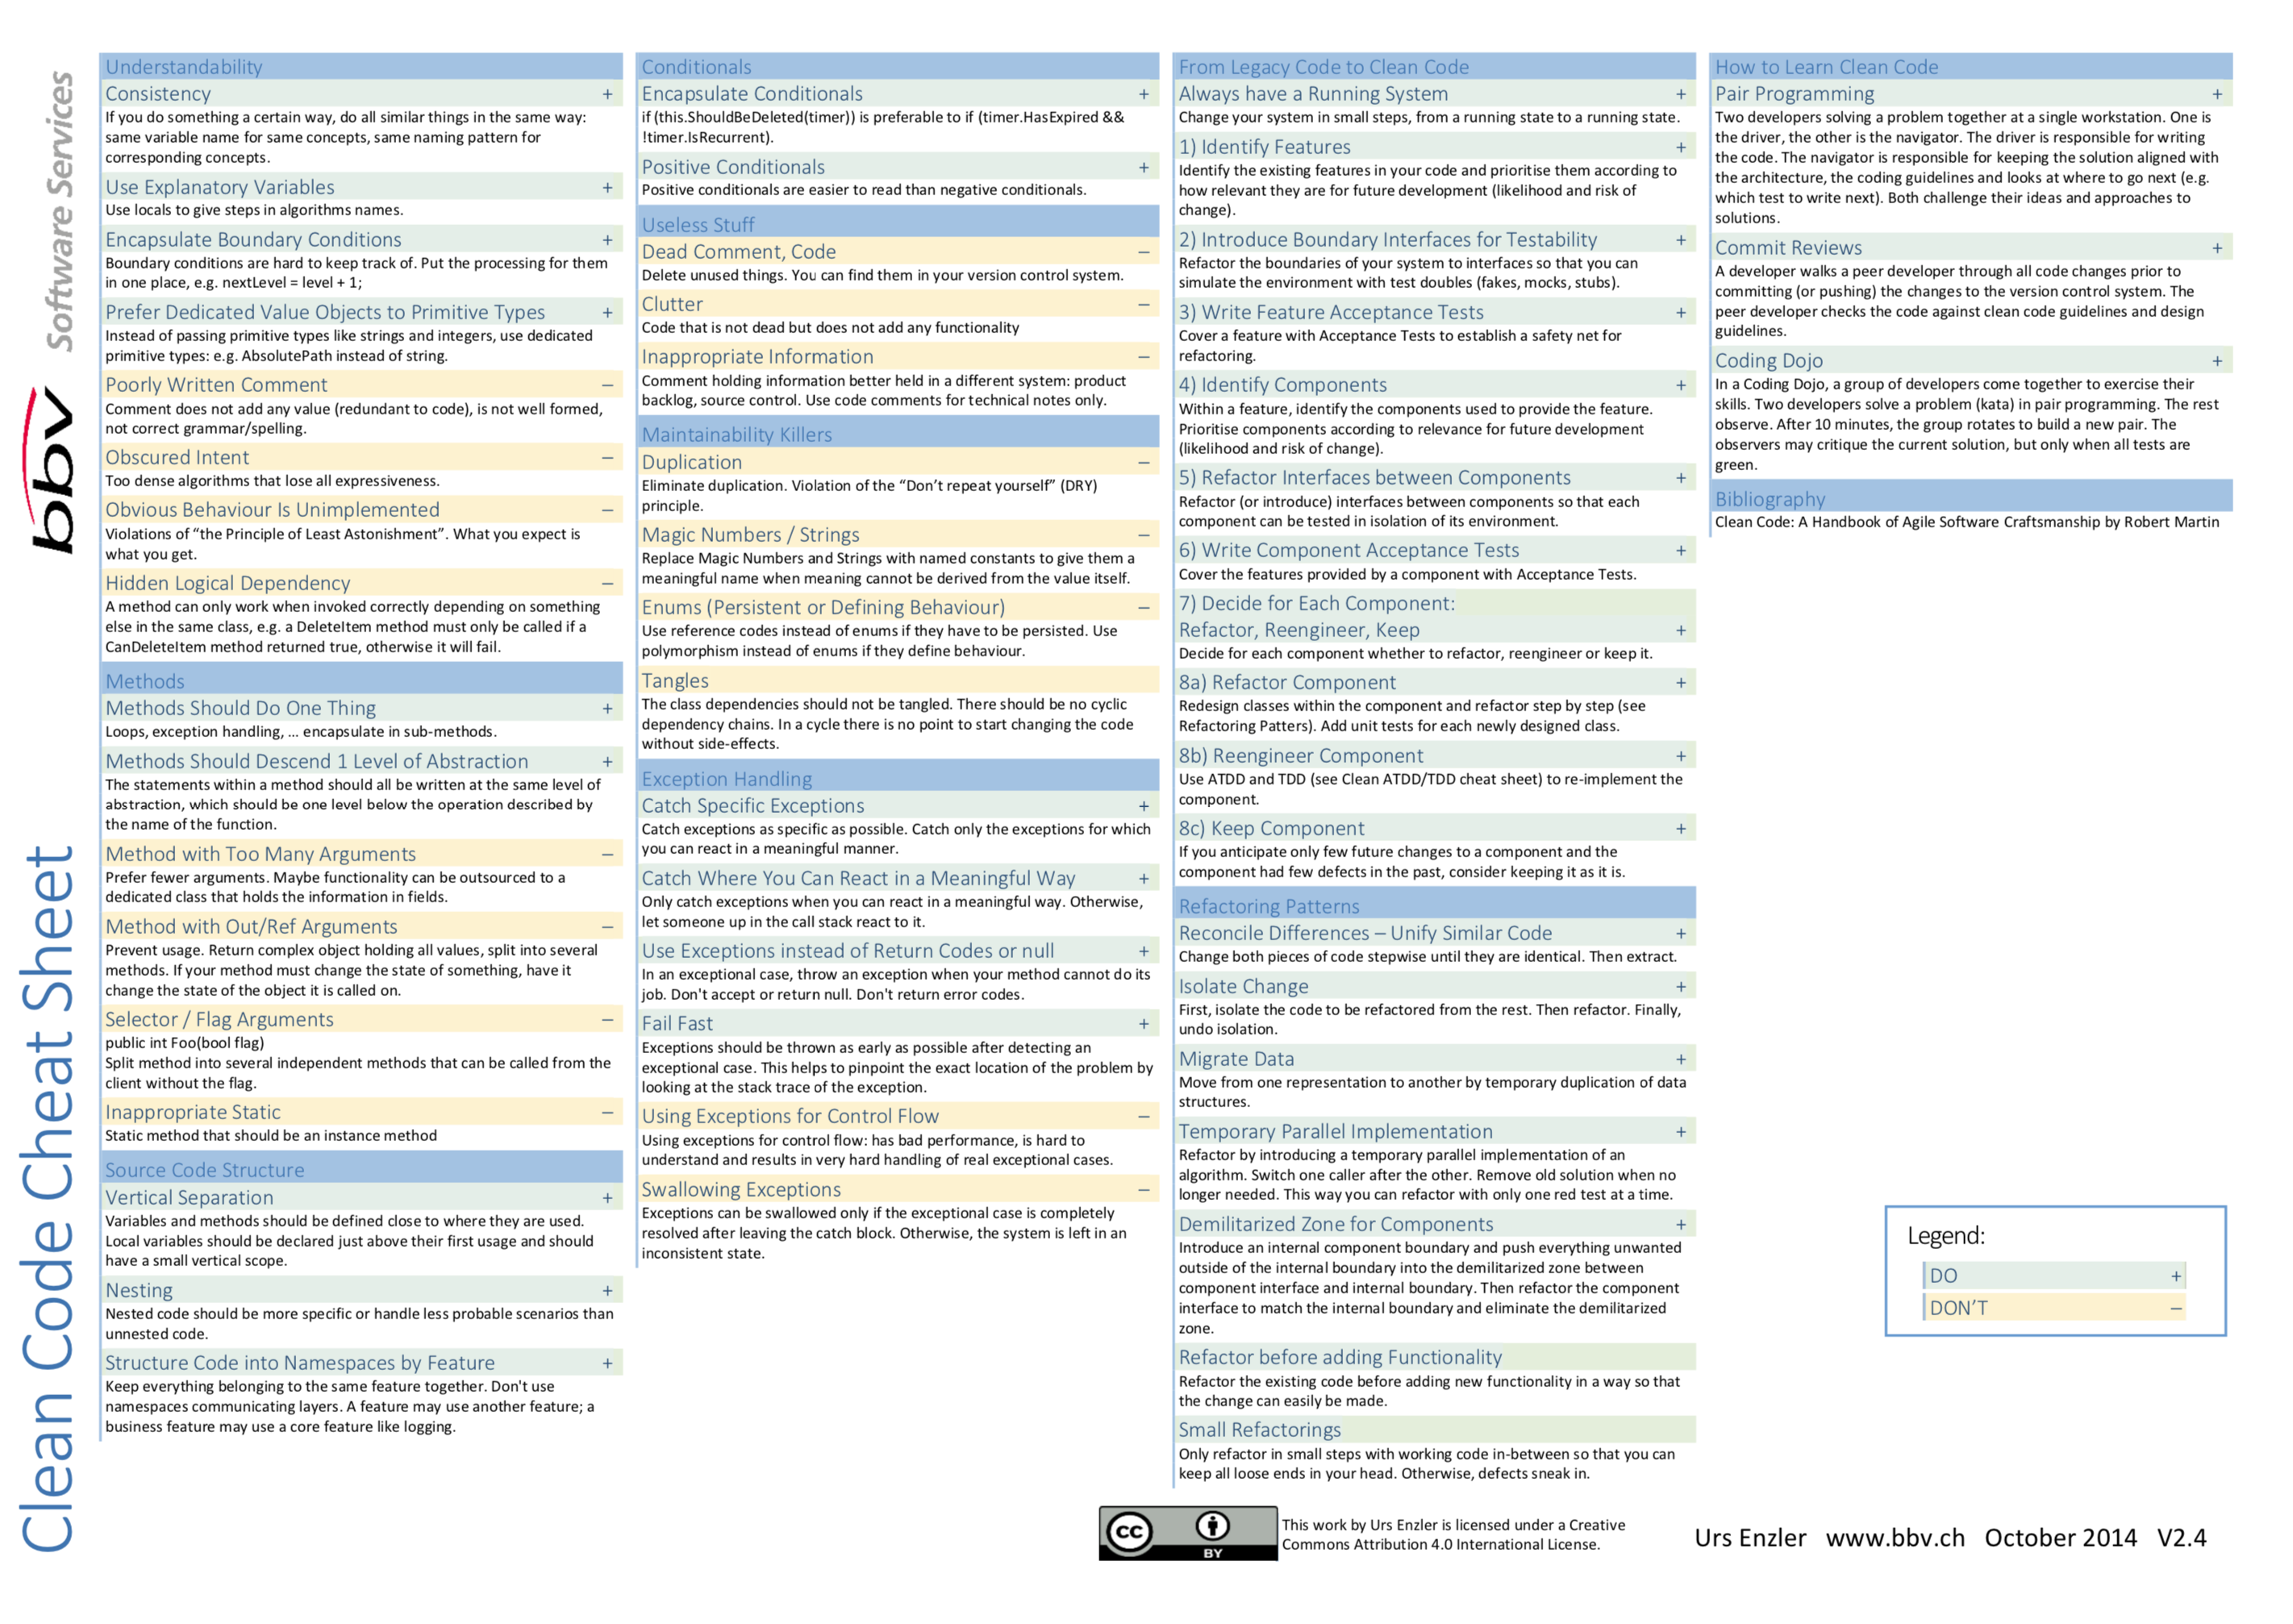 Clean Code Cheat Sheet
bbv
Software Services
Understandability
Consistency +
If you do something a certain way, do all similar things in the same way:
same variable name for same concepts, same naming pattern for
corresponding concepts.
Use Explanatory Variables +
Use locals to give steps in algorithms names.
Encapsulate Boundary Conditions +
Boundary conditions are hard to keep track of. Put the processing for them
in one place, e.g. nextLevel = level + 1;
Prefer Dedicated Value Objects to Primitive Types +
Instead of passing primitive types like strings and integers, use dedicated
primitive types: e.g. AbsolutePath instead of string.
Poorly Written Comment –
Comment does not add any value (redundant to code), is not well formed,
not correct grammar/spelling.
Obscured Intent –
Too dense algorithms that lose all expressiveness.
Obvious Behaviour Is Unimplemented –
Violations of “the Principle of Least Astonishment”. What you expect is
what you get.
Hidden Logical Dependency –
A method can only work when invoked correctly depending on something
else in the same class, e.g. a DeleteItem method must only be called if a
CanDeleteItem method returned true, otherwise it will fail.
Methods
Methods Should Do One Thing +
Loops, exception handling, ... encapsulate in sub-methods.
Methods Should Descend 1 Level of Abstraction +
The statements within a method should all be written at the same level of
abstraction, which should be one level below the operation described by
the name of the function.
Method with Too Many Arguments –
Prefer fewer arguments. Maybe functionality can be outsourced to a
dedicated class that holds the information in fields.
Method with Out/Ref Arguments –
Prevent usage. Return complex object holding all values, split into several
methods. If your method must change the state of something, have it
change the state of the object it is called on.
Selector / Flag Arguments –
public int Foo(bool flag)
Split method into several independent methods that can be called from the
client without the flag.
Inappropriate Static –
Static method that should be an instance method
Source Code Structure
Vertical Separation +
Variables and methods should be defined close to where they are used.
Local variables should be declared just above their first usage and should
have a small vertical scope.
Nesting +
Nested code should be more specific or handle less probable scenarios than
unnested code.
Structure Code into Namespaces by Feature +
Keep everything belonging to the same feature together. Don't use
namespaces communicating layers. A feature may use another feature; a
business feature may use a core feature like logging.
Conditionals
Encapsulate Conditionals +
if (this.ShouldBeDeleted(timer)) is preferable to if (timer.HasExpired &&
!timer.IsRecurrent).
Positive Conditionals +
Positive conditionals are easier to read than negative conditionals.
Useless Stuff
Dead Comment, Code –
Delete unused things. You can find them in your version control system.
Clutter –
Code that is not dead but does not add any functionality
Inappropriate Information –
Comment holding information better held in a different system: product
backlog, source control. Use code comments for technical notes only.
Maintainability Killers
Duplication –
Eliminate duplication. Violation of the “Don’t repeat yourself” (DRY)
principle.
Magic Numbers / Strings –
Replace Magic Numbers and Strings with named constants to give them a
meaningful name when meaning cannot be derived from the value itself.
Enums (Persistent or Defining Behaviour) –
Use reference codes instead of enums if they have to be persisted. Use
polymorphism instead of enums if they define behaviour.
Tangles
The class dependencies should not be tangled. There should be no cyclic
dependency chains. In a cycle there is no point to start changing the code
without side-effects.
Exception Handling
Catch Specific Exceptions +
Catch exceptions as specific as possible. Catch only the exceptions for which
you can react in a meaningful manner.
Catch Where You Can React in a Meaningful Way +
Only catch exceptions when you can react in a meaningful way. Otherwise,
let someone up in the call stack react to it.
Use Exceptions instead of Return Codes or null +
In an exceptional case, throw an exception when your method cannot do its
job. Don't accept or return null. Don't return error codes.
Fail Fast +
Exceptions should be thrown as early as possible after detecting an
exceptional case. This helps to pinpoint the exact location of the problem by
looking at the stack trace of the exception.
Using Exceptions for Control Flow –
Using exceptions for control flow: has bad performance, is hard to
understand and results in very hard handling of real exceptional cases.
Swallowing Exceptions –
Exceptions can be swallowed only if the exceptional case is completely
resolved after leaving the catch block. Otherwise, the system is left in an
inconsistent state.
From Legacy Code to Clean Code
Always have a Running System +
Change your system in small steps, from a running state to a running state.
1) Identify Features +
Identify the existing features in your code and prioritise them according to
how relevant they are for future development (likelihood and risk of
change).
2) Introduce Boundary Interfaces for Testability +
Refactor the boundaries of your system to interfaces so that you can
simulate the environment with test doubles (fakes, mocks, stubs).
3) Write Feature Acceptance Tests +
Cover a feature with Acceptance Tests to establish a safety net for
refactoring.
4) Identify Components +
Within a feature, identify the components used to provide the feature.
Prioritise components according to relevance for future development
(likelihood and risk of change).
5) Refactor Interfaces between Components +
Refactor (or introduce) interfaces between components so that each
component can be tested in isolation of its environment.
6) Write Component Acceptance Tests +
Cover the features provided by a component with Acceptance Tests.
7) Decide for Each Component:
Refactor, Reengineer, Keep +
Decide for each component whether to refactor, reengineer or keep it.
8a) Refactor Component +
Redesign classes within the component and refactor step by step (see
Refactoring Patters). Add unit tests for each newly designed class.
8b) Reengineer Component +
Use ATDD and TDD (see Clean ATDD/TDD cheat sheet) to re-implement the
component.
8c) Keep Component +
If you anticipate only few future changes to a component and the
component had few defects in the past, consider keeping it as it is.
Refactoring Patterns
Reconcile Differences – Unify Similar Code +
Change both pieces of code stepwise until they are identical. Then extract.
Isolate Change +
First, isolate the code to be refactored from the rest. Then refactor. Finally,
undo isolation.
Migrate Data +
Move from one representation to another by temporary duplication of data
structures.
Temporary Parallel Implementation +
Refactor by introducing a temporary parallel implementation of an
algorithm. Switch one caller after the other. Remove old solution when no
longer needed. This way you can refactor with only one red test at a time.
Demilitarized Zone for Components +
Introduce an internal component boundary and push everything unwanted
outside of the internal boundary into the demilitarized zone between
component interface and internal boundary. Then refactor the component
interface to match the internal boundary and eliminate the demilitarized
zone.
Refactor before adding Functionality
Refactor the existing code before adding new functionality in a way so that
the change can easily be made.
Small Refactorings
Only refactor in small steps with working code in-between so that you can
keep all loose ends in your head. Otherwise, defects sneak in.
How to Learn Clean Code
Pair Programming +
Two developers solving a problem together at a single workstation. One is
the driver, the other is the navigator. The driver is responsible for writing
the code. The navigator is responsible for keeping the solution aligned with
the architecture, the coding guidelines and looks at where to go next (e.g.
which test to write next). Both challenge their ideas and approaches to
solutions.
Commit Reviews +
A developer walks a peer developer through all code changes prior to
committing (or pushing) the changes to the version control system. The
peer developer checks the code against clean code guidelines and design
guidelines.
Coding Dojo +
In a Coding Dojo, a group of developers come together to exercise their
skills. Two developers solve a problem (kata) in pair programming. The rest
observe. After 10 minutes, the group rotates to build a new pair. The
observers may critique the current solution, but only when all tests are
green.
Bibliography
Clean Code: A Handbook of Agile Software Craftsmanship by Robert Martin
Legend:
DO +
DON’T –
cc BY
This work by Urs Enzler is licensed under a Creative
Commons Attribution 4.0 International License.
Urs Enzler www.bbv.ch October 2014 V2.4